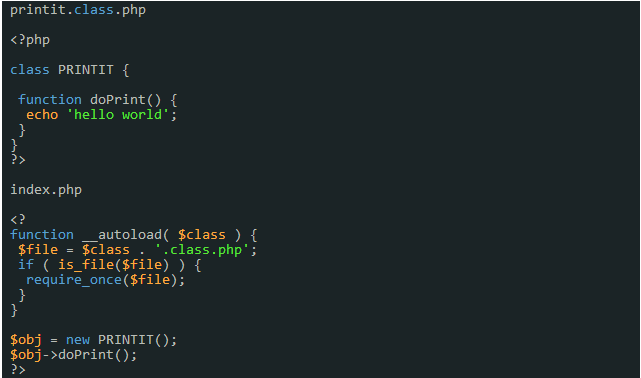 printit.class.php
<?php
class PRINTIT {
function doPrint() {
echo 'hello world';
}
}
?>
index.php
<?
function __autoload( $class ) {
$file = $class . '.class.php';
if ( is_file($file) ) {
require_once($file);
}
}
$obj = new PRINTIT();
$obj->doPrint();
?>